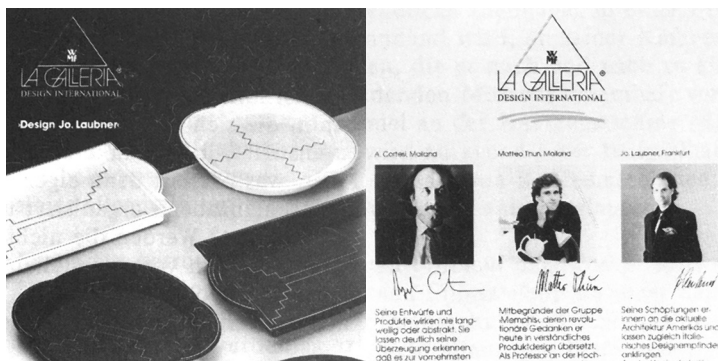 WMF
LA GALLERIA®
DESIGN INTERNATIONAL
Design Jo. Laubner
WMF
LA GALLERIA®
DESIGN INTERNATIONAL
A. Cortesi, Mailand
Matteo Thun, Mailand
Jo. Laubner, Frankfurt
Matteo Thun
Seine Entwürfe und
Produkte wirken nie lang-
weilig oder abstrakt. Sie
lassen deutlich seine
Überzeugung erkennen,
daß es zur vornehmsten
Mitbegründer der Gruppe
»Memphis«, deren revolu-
tionäre Gedanken er
heute in verständliches
Produktdesign übersetzt.
Als Professor an der Hoch
Seine Schöpfungen er-
innern an die aktuelle
Architektur Amerikas und
lassen zugleich italie-
nisches Designempfinden
anklingen